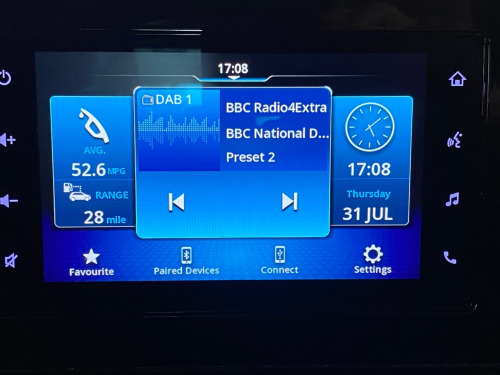 17:08
DAB 1
BBC Radio4Extra
BBC National D...
Preset 2
AVG.
52.6 MPG
RANGE
28 mile
17:08
Thursday
31 JUL
Favourite
Paired Devices
Connect
Settings